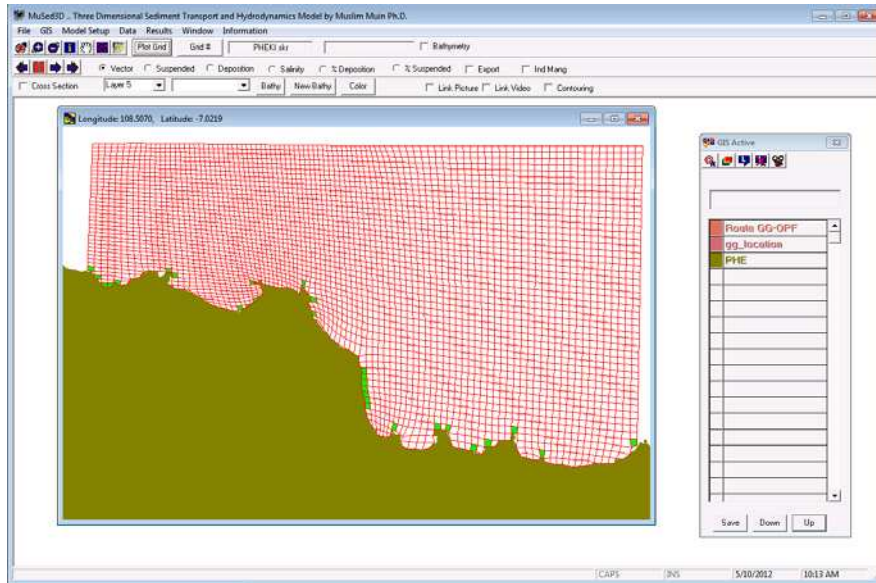 MuSed3D .. Three Dimensional Sediment Transport and Hydrodynamics Model by Muslim Muin Ph.D.
File GIS Model Setup Data Results Window Information
Plot Grid Grid # PHEKI skr Bathymetry
Vector Suspended Deposition Salinity % Deposition % Suspended Export Ind Mang
Cross Section Layer 5 Bathy New Bathy Color Link Picture Link Video Contouring
Longitude: 108.5070, Latitude: -7.0219
GIS Active
Route GG-OPF
gg_location
PHE
Save Down Up
CAPS INS 5/10/2012 10:13 AM